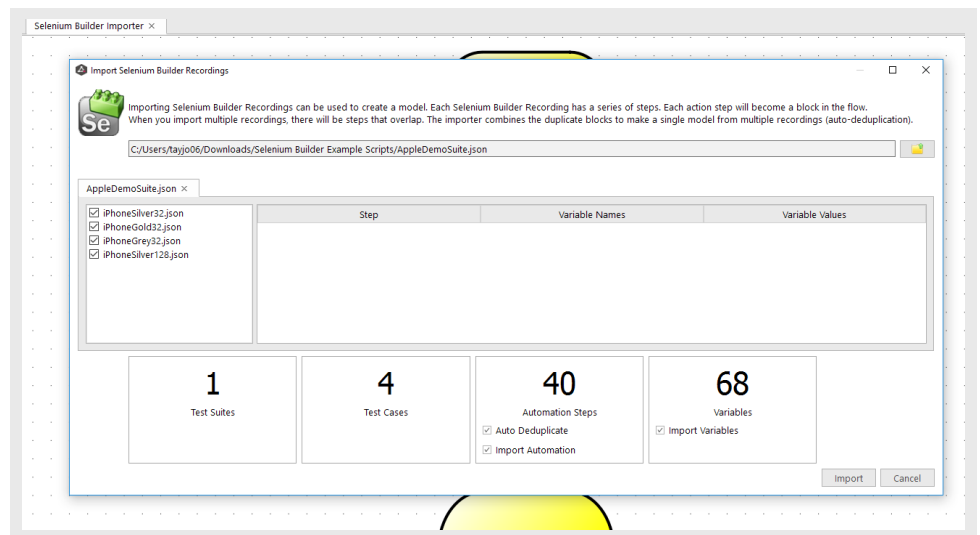 Selenium Builder Importer ×
Import Selenium Builder Recordings
Importing Selenium Builder Recordings can be used to create a model. Each Selenium Builder Recording has a series of steps. Each action step will become a block in the flow.
When you import multiple recordings, there will be steps that overlap. The importer combines the duplicate blocks to make a single model from multiple recordings (auto-deduplication).
Se
C:/Users/tayjo06/Downloads/Selenium Builder Example Scripts/AppleDemoSuite.json
AppleDemoSuite.json ×
iPhoneSilver32.json
iPhoneGold32.json
iPhoneGrey32.json
iPhoneSilver128.json
Step Variable Names Variable Values
1 4 40 68
Test Suites Test Cases Automation Steps Variables
Auto Deduplicate Import Variables
Import Automation
Import Cancel